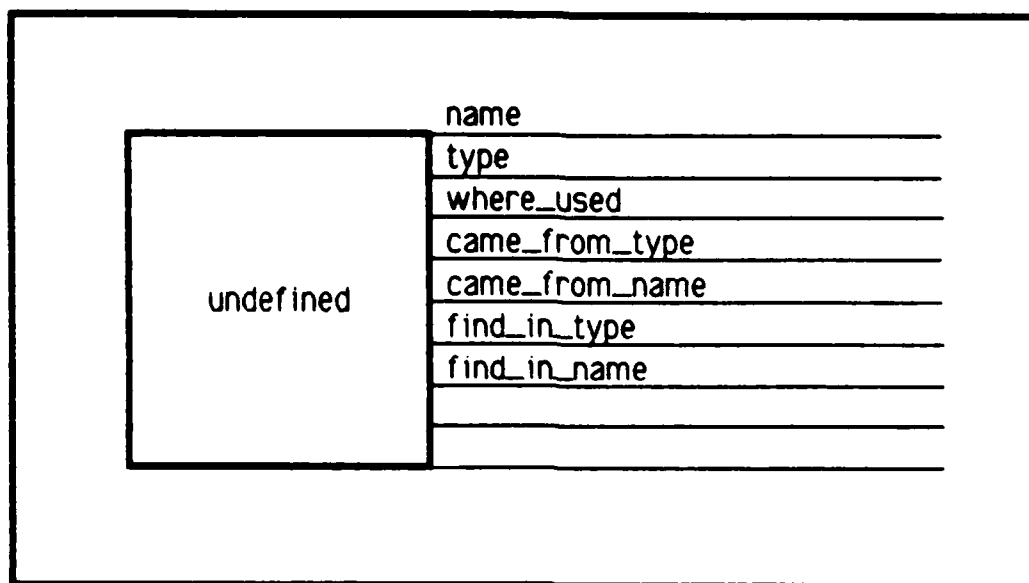 name
type
where_used
came_from_type
came_from_name
undefined
find_in_type
find_in_name